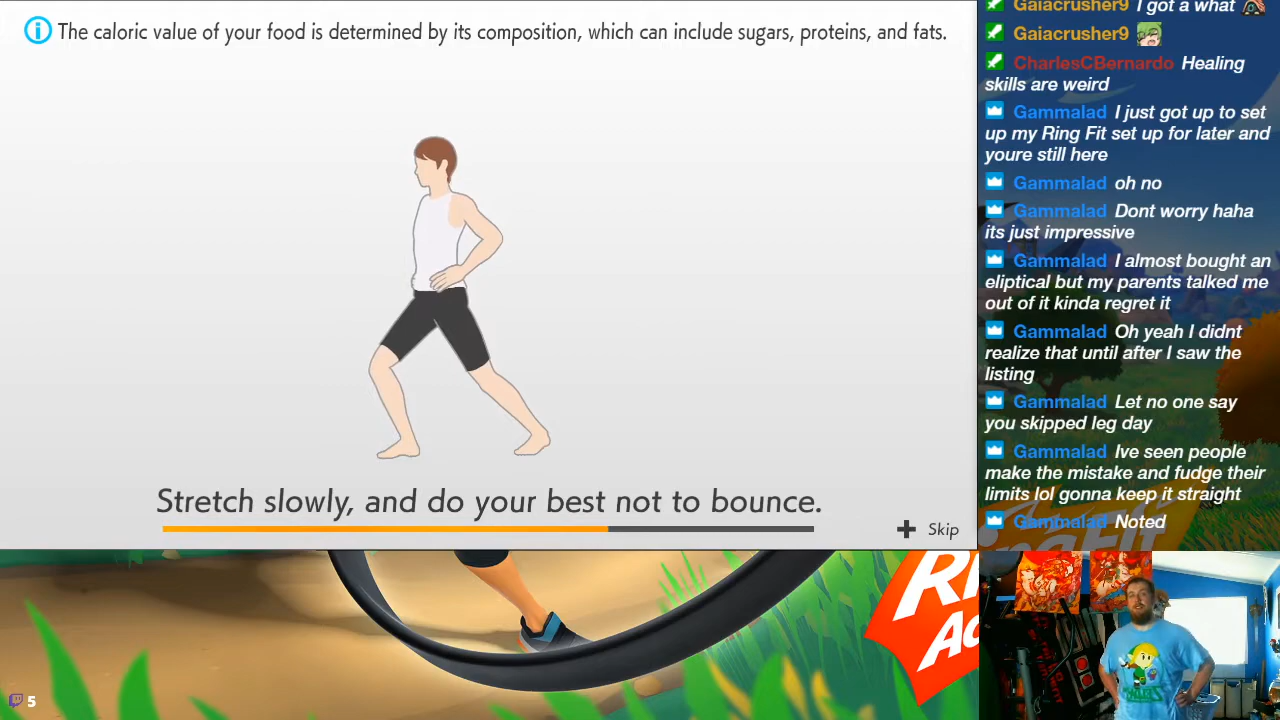 The caloric value of your food is determined by its composition, which can include sugars, proteins, and fats.
Stretch slowly, and do your best not to bounce.
Skip
Gaiacrusher9 I got a what
Gaiacrusher9
CharlesCBernardo Healing
skills are weird
Gammalad I just got up to set
up my Ring Fit set up for later and
youre still here
Gammalad oh no
Gammalad Dont worry haha
its just impressive
Gammalad I almost bought an
eliptical but my parents talked me
out of it kinda regret it
Gammalad Oh yeah I didnt
realize that until after I saw the
listing
Gammalad Let no one say
you skipped leg day
Gammalad Ive seen people
make the mistake and fudge their
limits lol gonna keep it straight
Gammalad Noted
5